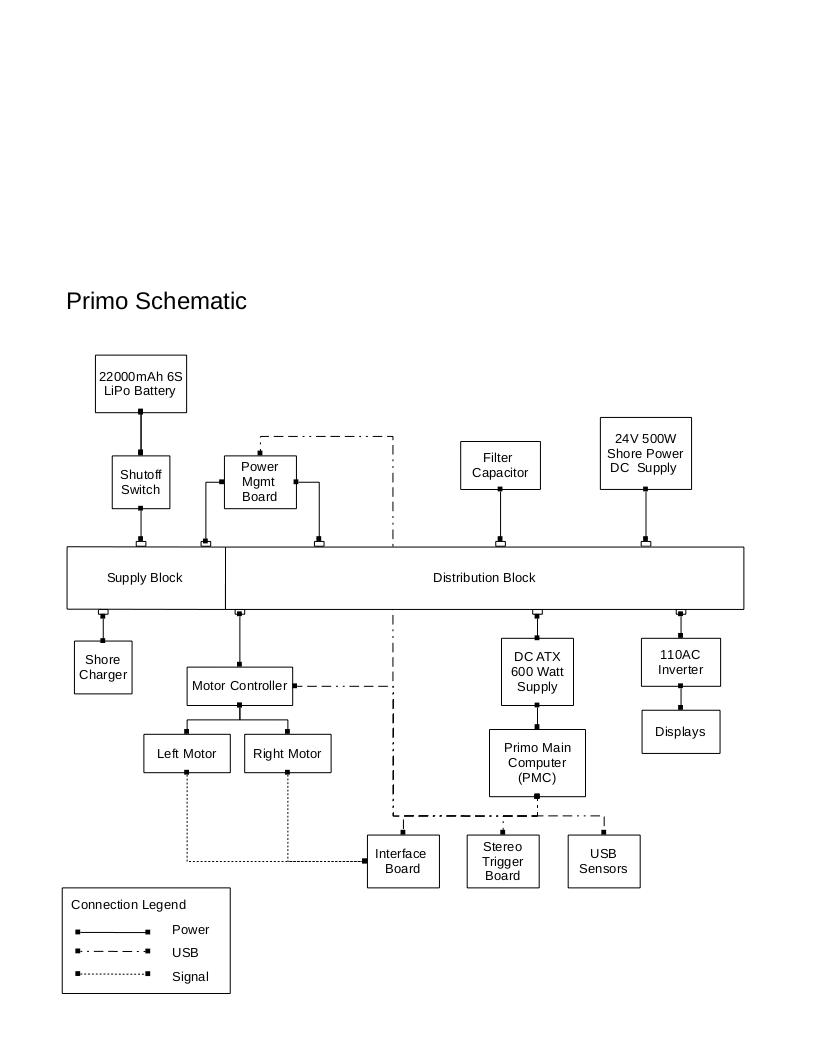 Primo Schematic
22000mAh 6S
LiPo Battery
Shutoff
Switch
Power
Mgmt
Board
Filter
Capacitor
24V 500W
Shore Power
DC Supply
Supply Block
Distribution Block
Shore
Charger
Motor Controller
DC ATX
600 Watt
Supply
110AC
Inverter
Left Motor
Right Motor
Primo Main
Computer
(PMC)
Displays
Interface
Board
Stereo
Trigger
Board
USB
Sensors
Connection Legend
Power
USB
Signal